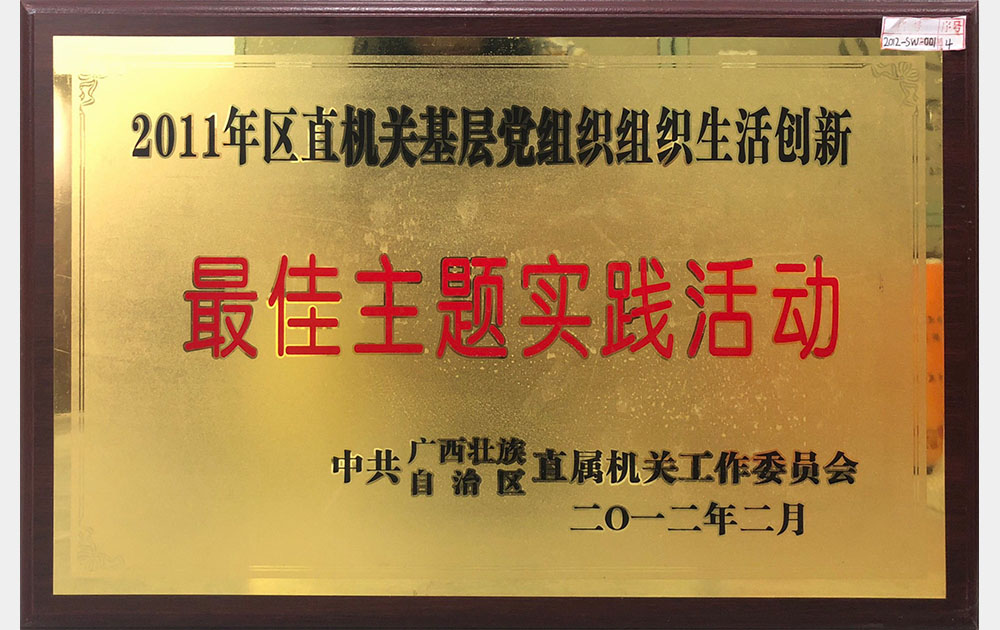 2012-SW-001 4
2011年区直机关基层党组织组织生活创新
最佳主题实践活动
中共广西壮族自治区直属机关工作委员会
二〇一二年二月